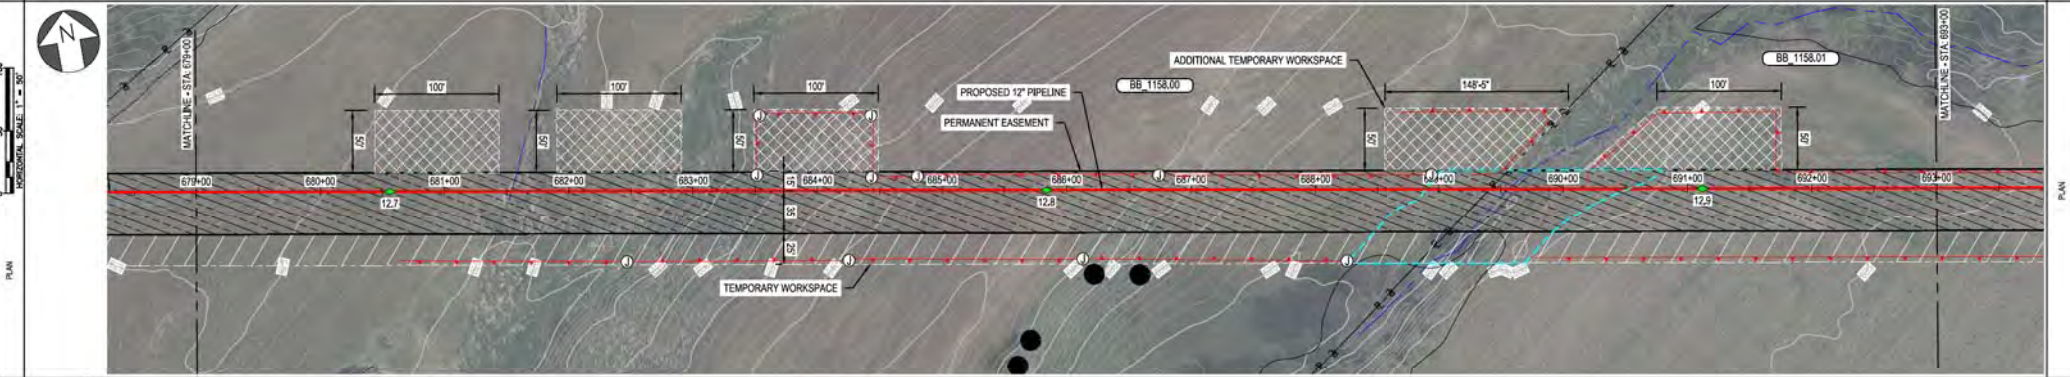 N
HORIZONTAL SCALE: 1" = 50'
PLAN
MATCHLINE - STA: 679+00
100'
100'
100'
148'-5"
100'
50'
50'
50'
50'
50'
ADDITIONAL TEMPORARY WORKSPACE
PROPOSED 12" PIPELINE
PERMANENT EASEMENT
BB_1158.00
BB_1158.01
MATCHLINE - STA: 693+00
PLAN
679+00
680+00
681+00
682+00
683+00
684+00
685+00
686+00
687+00
688+00
690+00
691+00
692+00
693+00
12.7
12.8
12.9
15'
35'
25'
TEMPORARY WORKSPACE